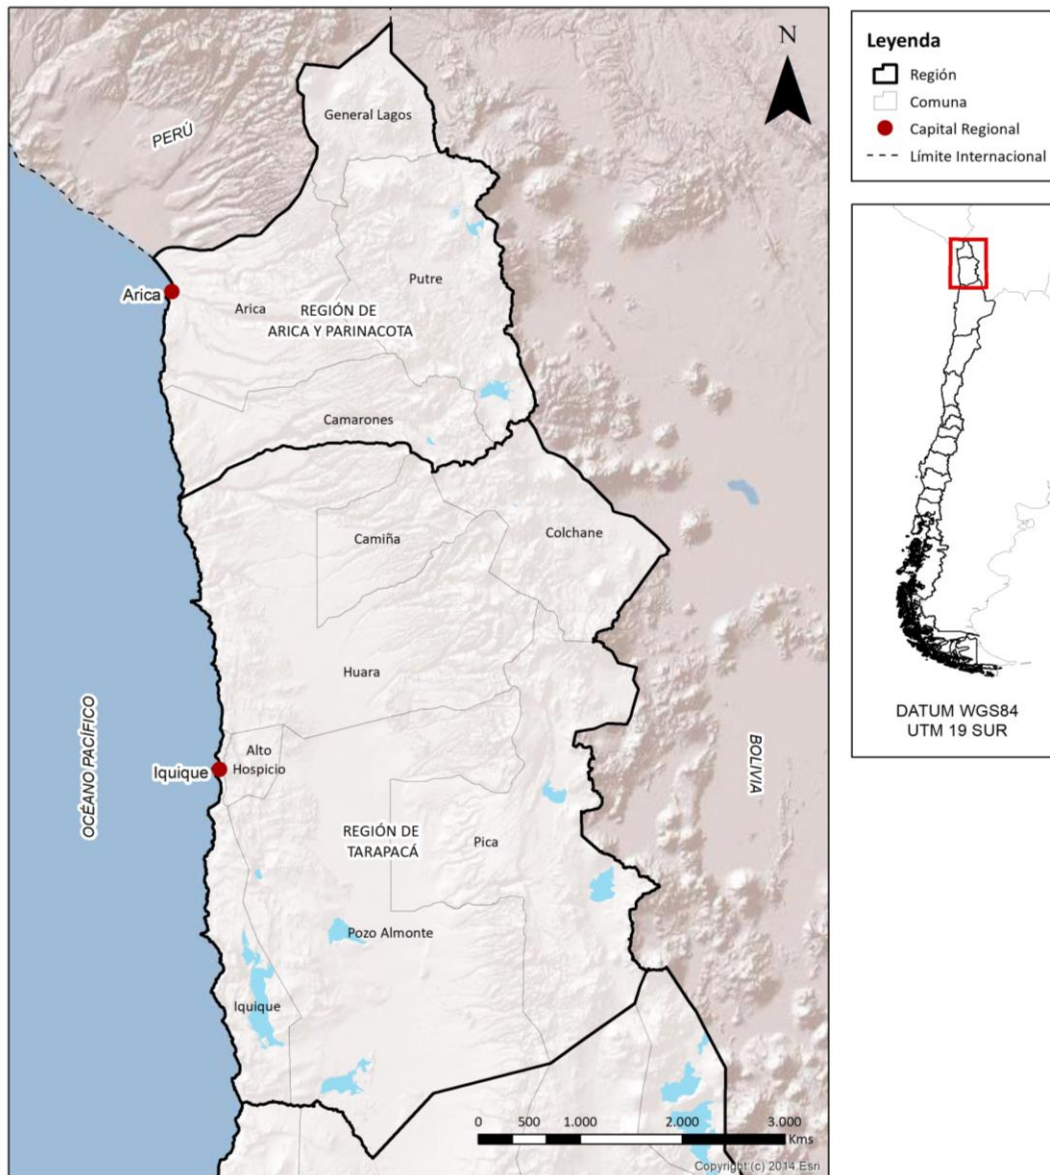 N
General Lagos
PERÚ
Putre
Arica
Arica
REGIÓN DE
ARICA Y PARINACOTA
Camarones
Camiña
Colchane
Huara
OCÉANO PACÍFICO
Alto
Hospicio
Iquique
BOLIVIA
REGIÓN DE
TARAPACÁ
Pica
Pozo Almonte
Iquique
0 500 1.000 2.000 3.000
Kms
Copyright:(c) 2014 Esri
Leyenda
Región
Comuna
Capital Regional
Límite Internacional
DATUM WGS84
UTM 19 SUR